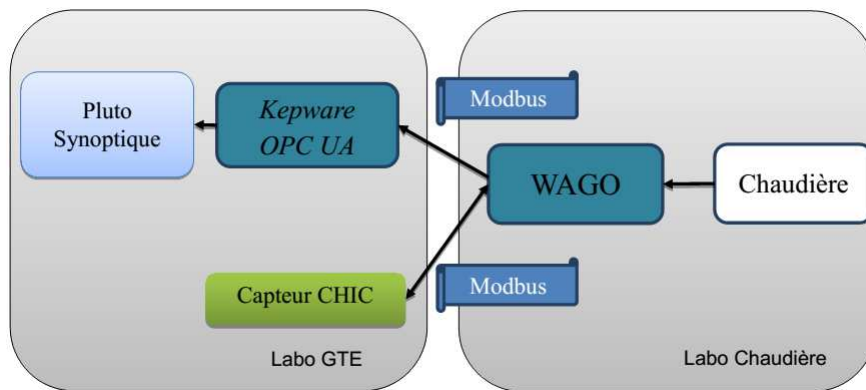 Pluto
Synoptique
Kepware
OPC UA
Modbus
WAGO
Chaudière
Capteur CHIC
Modbus
Labo GTE
Labo Chaudière